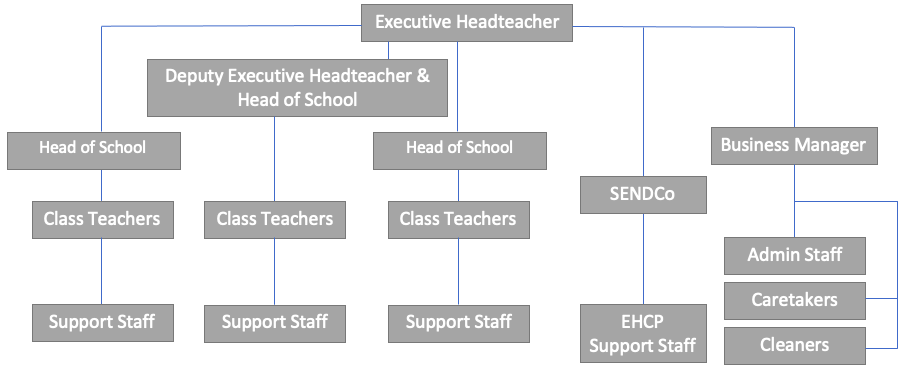 Executive Headteacher
Deputy Executive Headteacher &
Head of School
Head of School
Head of School
Business Manager
SENDCo
Class Teachers
Class Teachers
Class Teachers
Admin Staff
Caretakers
Support Staff
Support Staff
Support Staff
EHCP
Support Staff
Cleaners